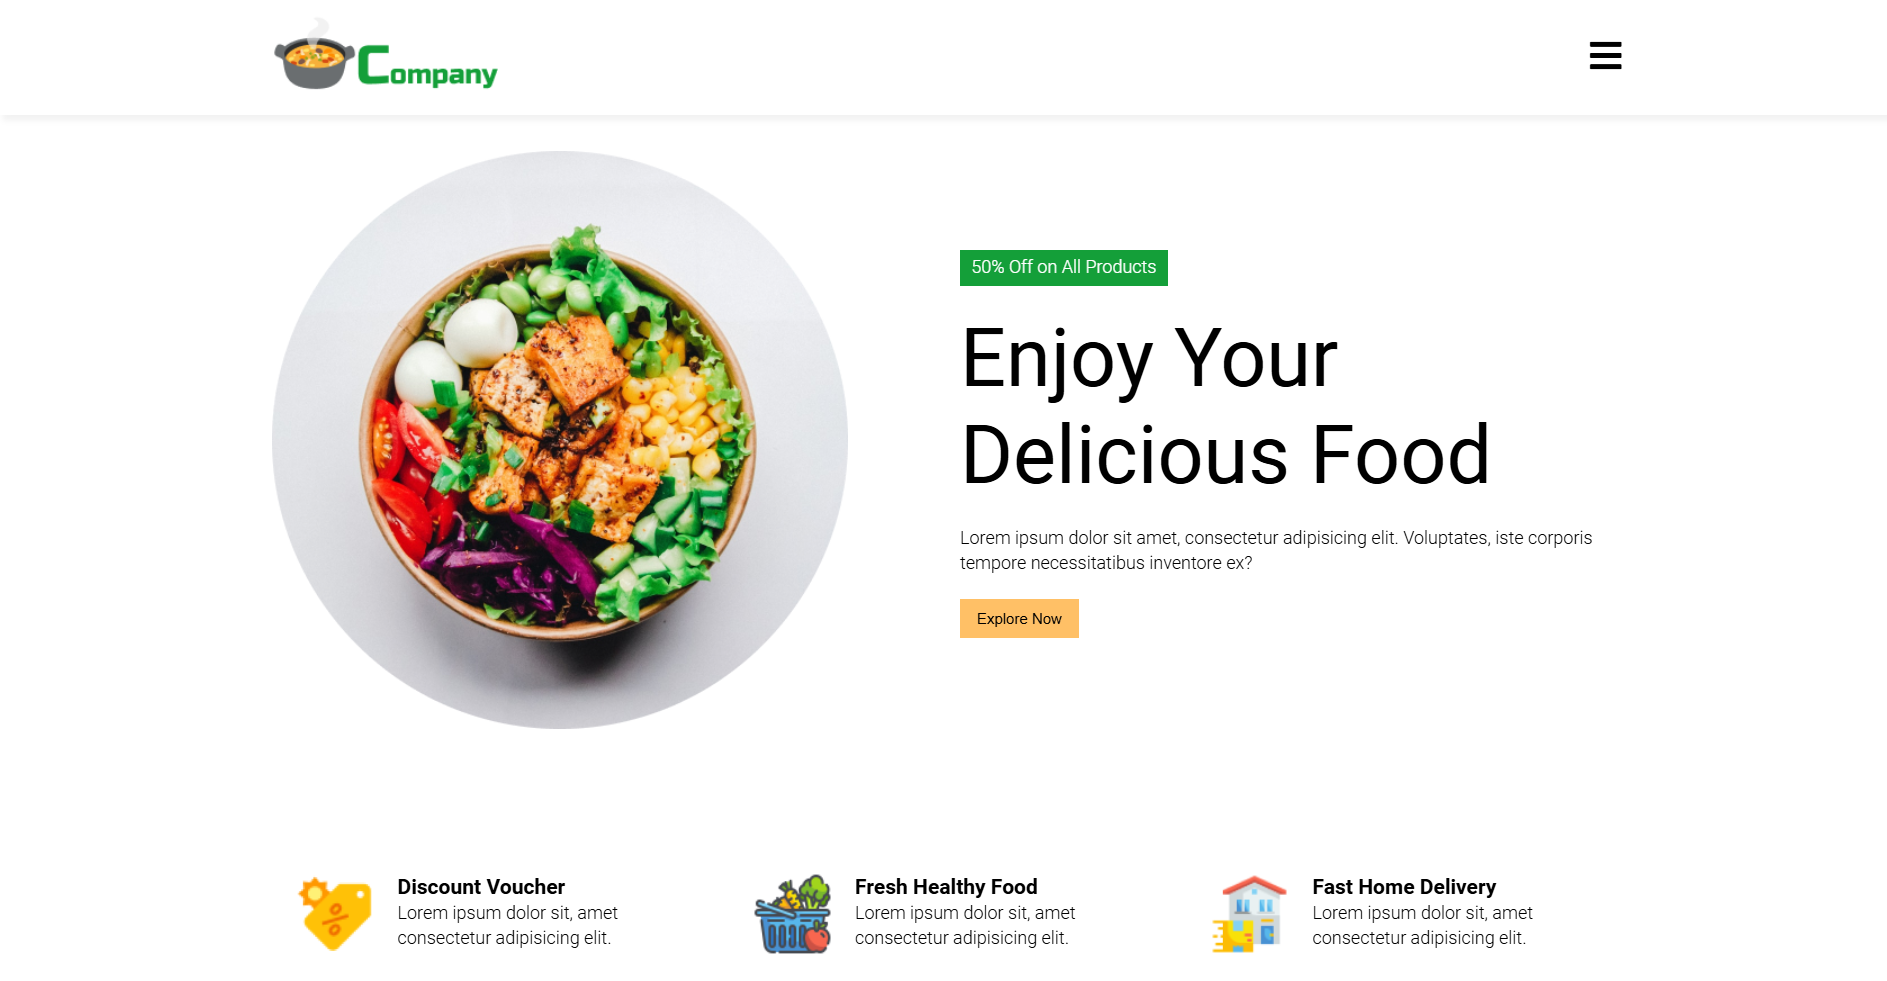 Company
50% Off on All Products
Enjoy Your
Delicious Food
Lorem ipsum dolor sit amet, consectetur adipisicing elit. Voluptates, iste corporis
tempore necessitatibus inventore ex?
Explore Now
Discount Voucher
Lorem ipsum dolor sit, amet
consectetur adipisicing elit.
Fresh Healthy Food
Lorem ipsum dolor sit, amet
consectetur adipisicing elit.
Fast Home Delivery
Lorem ipsum dolor sit, amet
consectetur adipisicing elit.